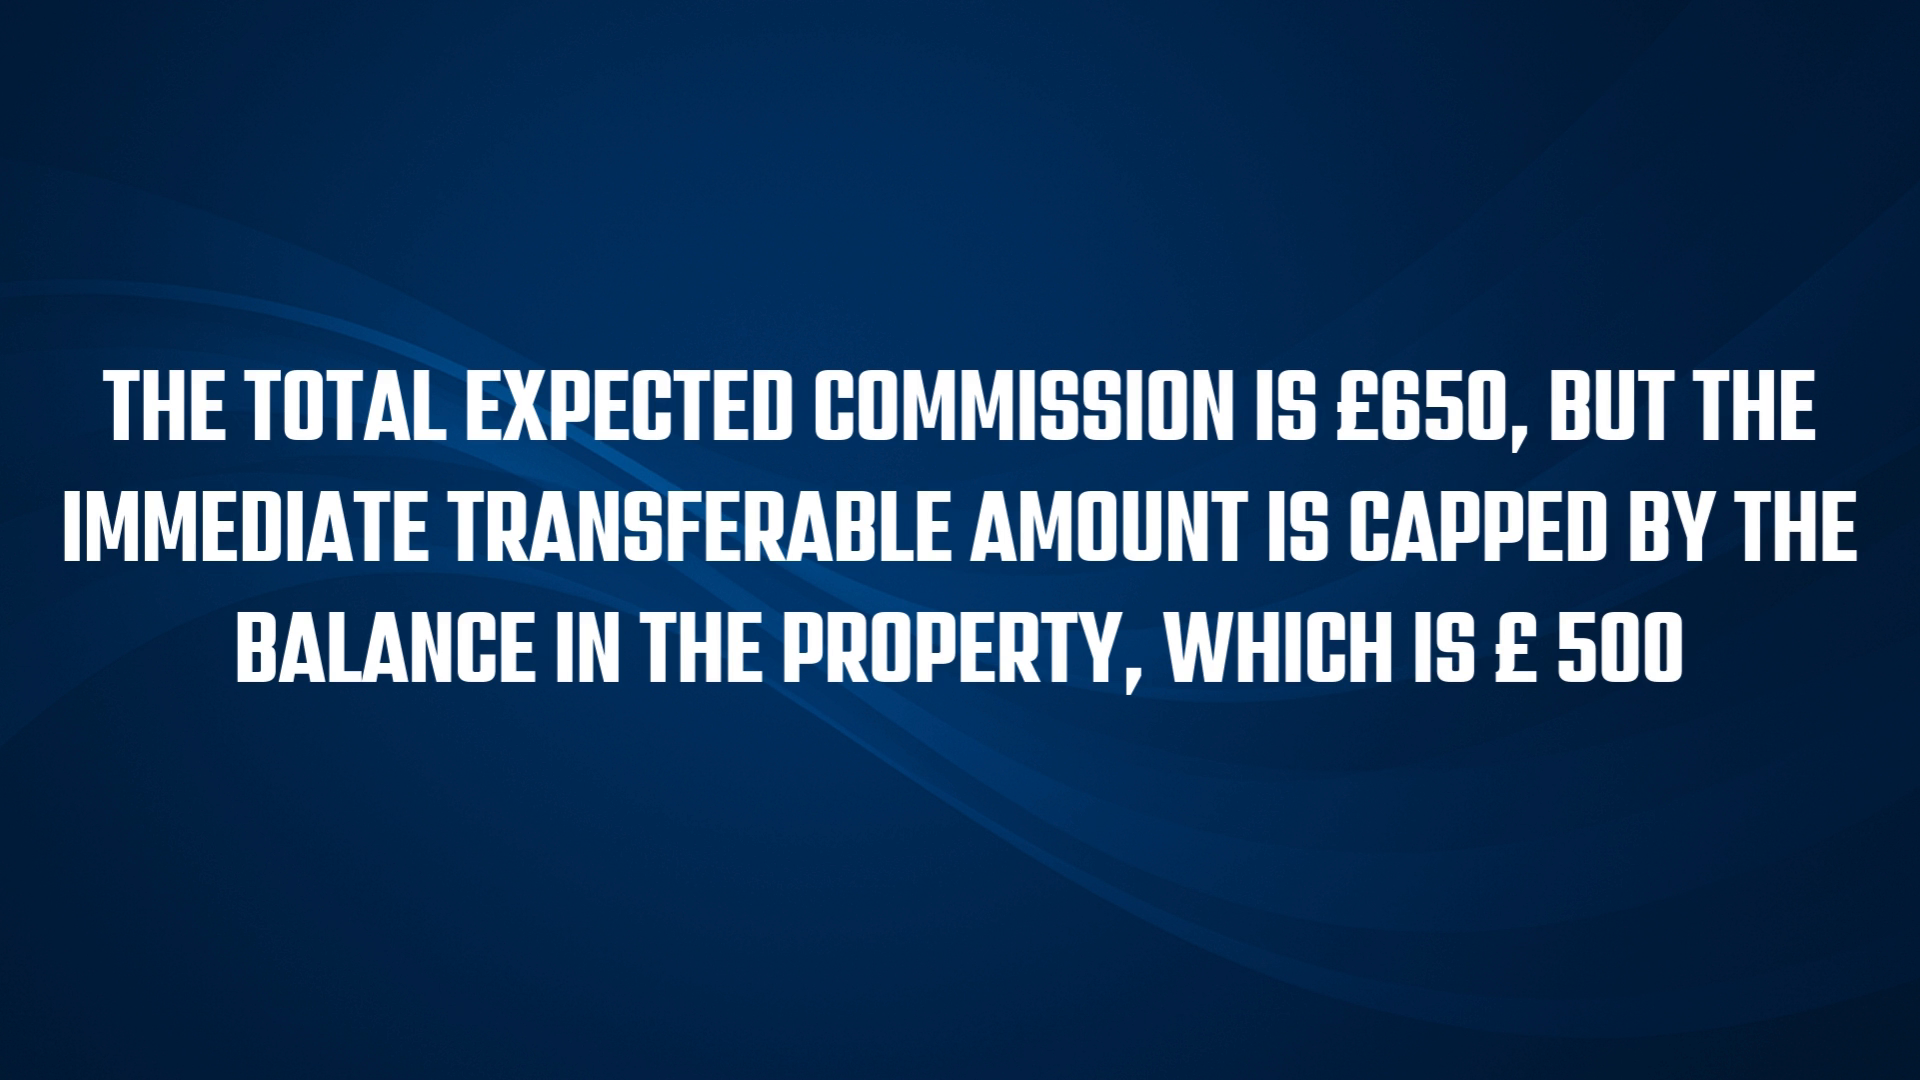 THE TOTAL EXPECTED COMMISSION IS £650, BUT THE
IMMEDIATE TRANSFERABLE AMOUNT IS CAPPED BY THE
BALANCE IN THE PROPERTY, WHICH IS £ 500